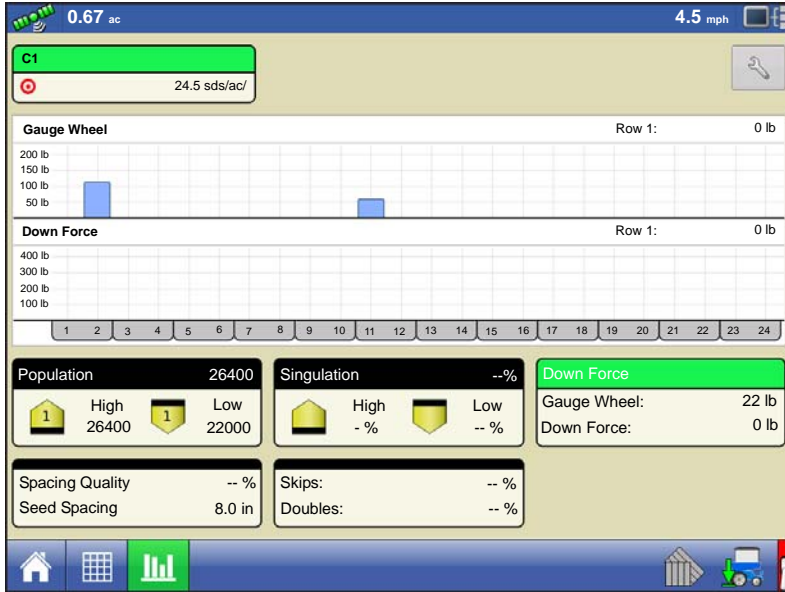 0.67 ac 4.5 mph
C1
24.5 sds/ac/
Gauge Wheel Row 1: 0 lb
200 lb
150 lb
100 lb
50 lb
Down Force Row 1: 0 lb
400 lb
300 lb
200 lb
100 lb
1 2 3 4 5 6 7 8 9 10 11 12 13 14 15 16 17 18 19 20 21 22 23 24
Population 26400 Singulation --% Down Force
1 High 1 Low High Low Gauge Wheel: 22 lb
26400 22000 - % -- % Down Force: 0 lb
Spacing Quality -- % Skips: -- %
Seed Spacing 8.0 in Doubles: -- %